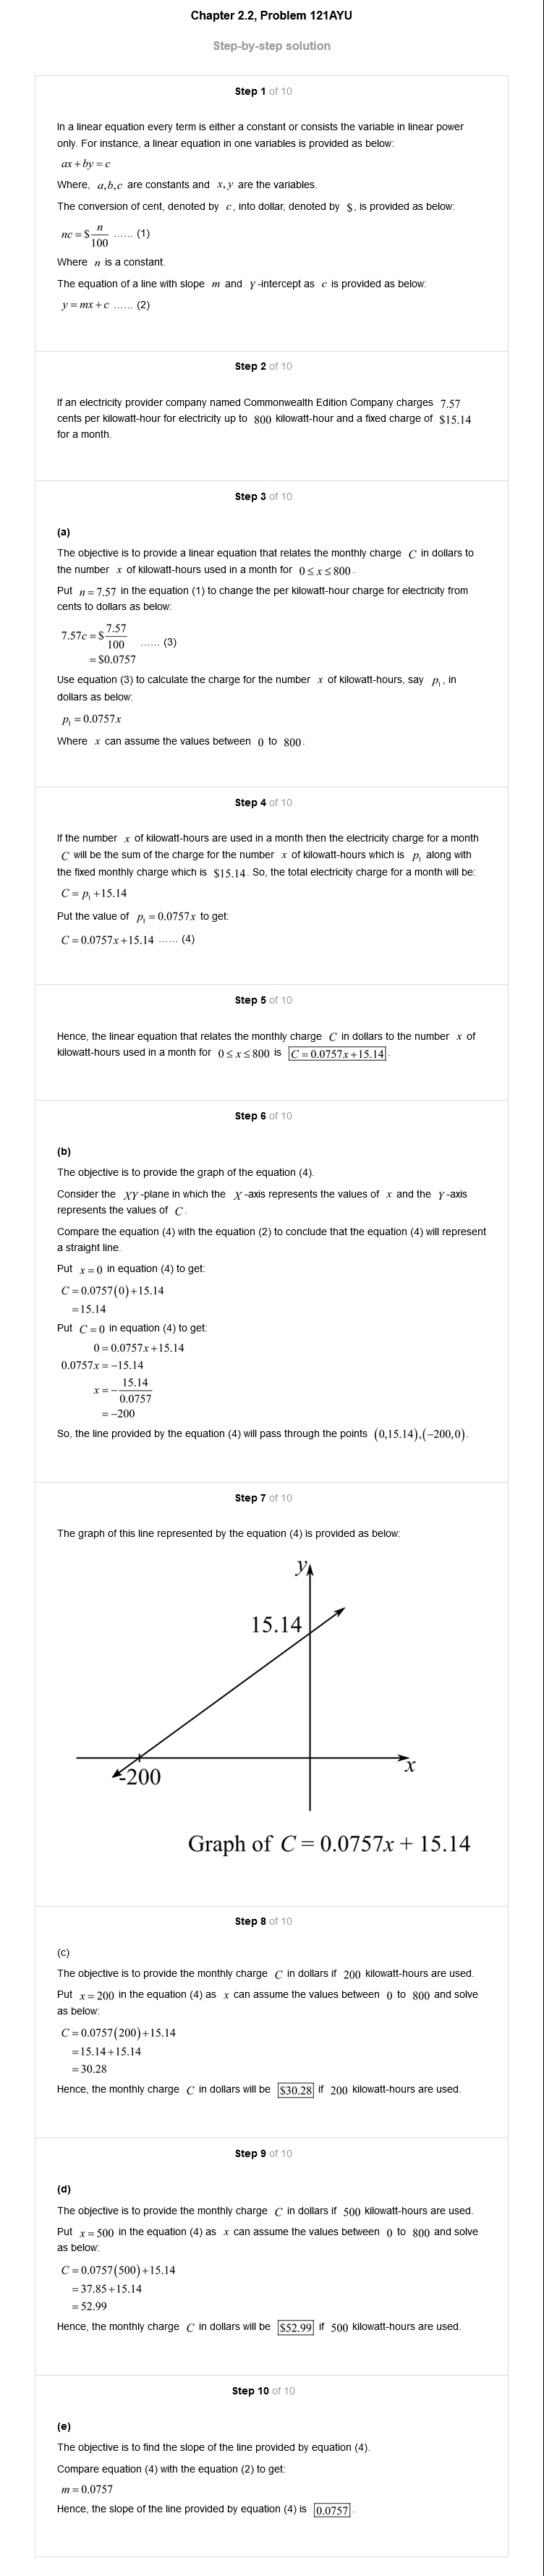 Chapter 2.2, Problem 121AYU
Step-by-step solution
Step 1 of 10
In a linear equation every term is either a constant or consists the variable in linear power
only. For instance, a linear equation in one variables is provided as below:
ax + by = c
Where, a,b,c are constants and x, y are the variables.
The conversion of cent, denoted by c, into dollar, denoted by $, is provided as below:
nc = $ n/100 ...... (1)
Where n is a constant.
The equation of a line with slope m and Y-intercept as c is provided as below:
y = mx + c ...... (2)
Step 2 of 10
If an electricity provider company named Commonwealth Edition Company charges 7.57
cents per kilowatt-hour for electricity up to 800 kilowatt-hour and a fixed charge of $15.14
for a month.
Step 3 of 10
(a)
The objective is to provide a linear equation that relates the monthly charge C in dollars to
the number x of kilowatt-hours used in a month for 0 ≤ x ≤ 800.
Put n = 7.57 in the equation (1) to change the per kilowatt-hour charge for electricity from
cents to dollars as below:
7.57c = $ 7.57/100 ...... (3)
= $0.0757
Use equation (3) to calculate the charge for the number x of kilowatt-hours, say p₁, in
dollars as below:
p₁ = 0.0757x
Where x can assume the values between 0 to 800.
Step 4 of 10
If the number x of kilowatt-hours are used in a month then the electricity charge for a month
C will be the sum of the charge for the number x of kilowatt-hours which is p₁ along with
the fixed monthly charge which is $15.14. So, the total electricity charge for a month will be:
C = p₁ + 15.14
Put the value of p₁ = 0.0757x to get:
C = 0.0757x + 15.14 ...... (4)
Step 5 of 10
Hence, the linear equation that relates the monthly charge C in dollars to the number x of
kilowatt-hours used in a month for 0 ≤ x ≤ 800 is C = 0.0757x + 15.14.
Step 6 of 10
(b)
The objective is to provide the graph of the equation (4).
Consider the XY-plane in which the X-axis represents the values of x and the Y-axis
represents the values of C.
Compare the equation (4) with the equation (2) to conclude that the equation (4) will represent
a straight line.
Put x = 0 in equation (4) to get:
C = 0.0757(0) + 15.14
= 15.14
Put C = 0 in equation (4) to get:
0 = 0.0757x + 15.14
0.0757x = −15.14
x = − 15.14/0.0757
= −200
So, the line provided by the equation (4) will pass through the points (0,15.14),(−200,0).
Step 7 of 10
The graph of this line represented by the equation (4) is provided as below:
y
15.14
x
-200
Graph of C = 0.0757x + 15.14
Step 8 of 10
(c)
The objective is to provide the monthly charge C in dollars if 200 kilowatt-hours are used.
Put x = 200 in the equation (4) as x can assume the values between 0 to 800 and solve
as below:
C = 0.0757(200) + 15.14
= 15.14 + 15.14
= 30.28
Hence, the monthly charge C in dollars will be $30.28 if 200 kilowatt-hours are used.
Step 9 of 10
(d)
The objective is to provide the monthly charge C in dollars if 500 kilowatt-hours are used.
Put x = 500 in the equation (4) as x can assume the values between 0 to 800 and solve
as below:
C = 0.0757(500) + 15.14
= 37.85 + 15.14
= 52.99
Hence, the monthly charge C in dollars will be $52.99 if 500 kilowatt-hours are used.
Step 10 of 10
(e)
The objective is to find the slope of the line provided by equation (4).
Compare equation (4) with the equation (2) to get:
m = 0.0757
Hence, the slope of the line provided by equation (4) is 0.0757.